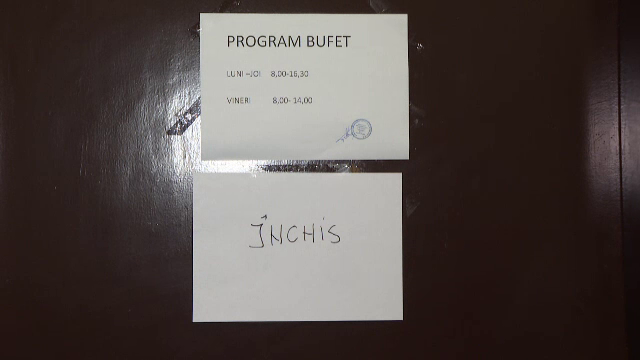 PROGRAM BUFET
LUNI –JOI 8,00-16,30
VINERI 8,00- 14,00
ÎNCHIS